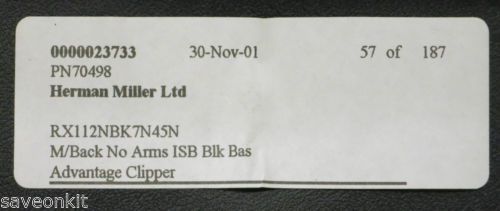 0000023733 30-Nov-01 57 of 187
PN70498
Herman Miller Ltd
RX112NBK7N45N
M/Back No Arms ISB Blk Bas
Advantage Clipper
saveonkit